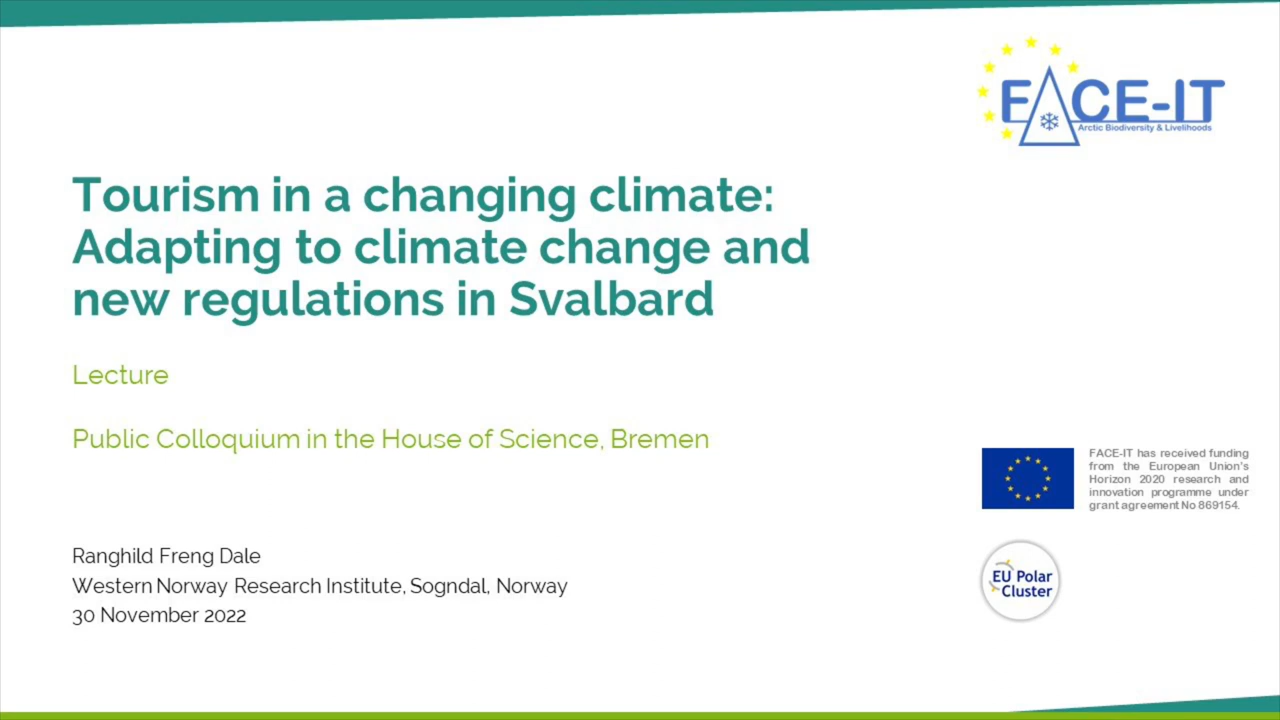 FACE-IT
Arctic Biodiversity & Livelihoods
Tourism in a changing climate:
Adapting to climate change and
new regulations in Svalbard
Lecture
Public Colloquium in the House of Science, Bremen
FACE-IT has received funding
from the European Union's
Horizon 2020 research and
innovation programme under
grant agreement No 869154.
Ranghild Freng Dale
Western Norway Research Institute, Sogndal, Norway
30 November 2022
EU Polar
Cluster